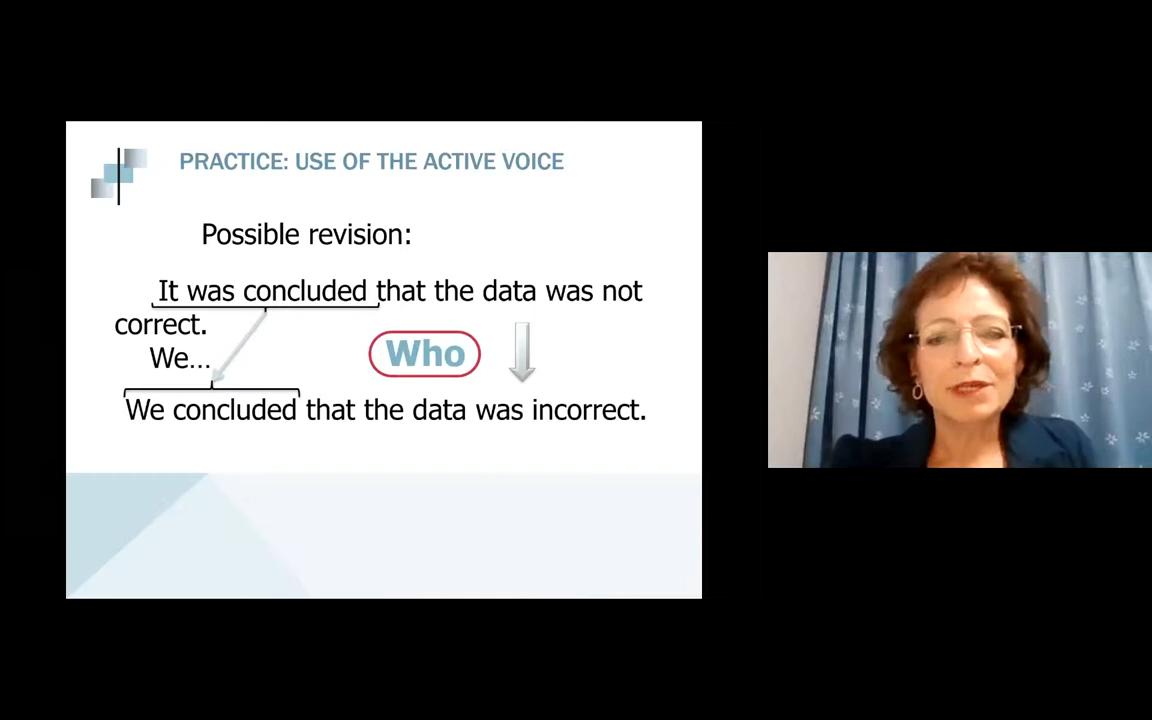 PRACTICE: USE OF THE ACTIVE VOICE
Possible revision:
It was concluded that the data was not
correct.
We...
Who
We concluded that the data was incorrect.